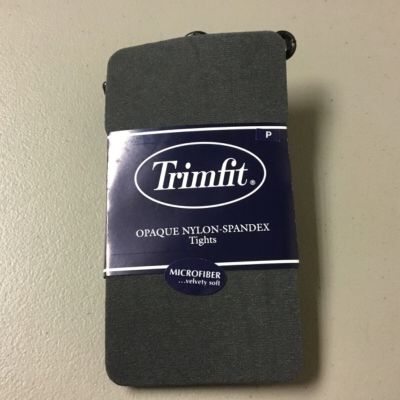 P
Trimfit®
OPAQUE NYLON-SPANDEX
Tights
MICROFIBER
...velvety soft